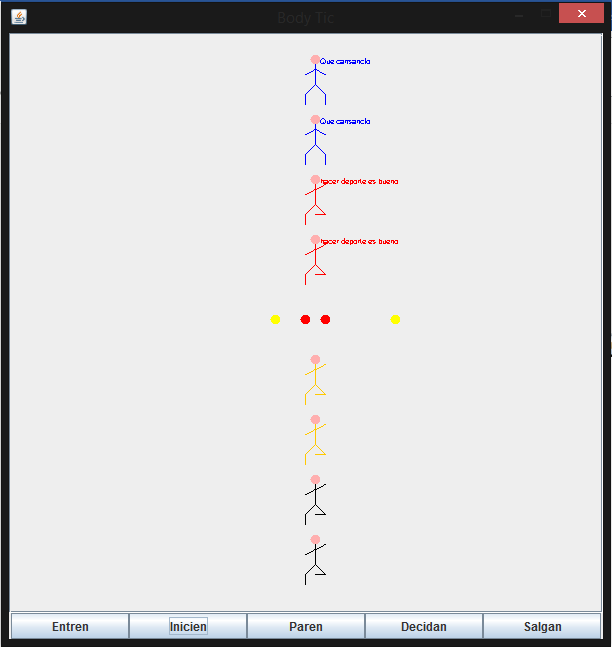 Body Tic
Que cansancio
Que cansancio
hacer deporte es bueno
hacer deporte es bueno
Entren
Inicien
Paren
Decidan
Salgan